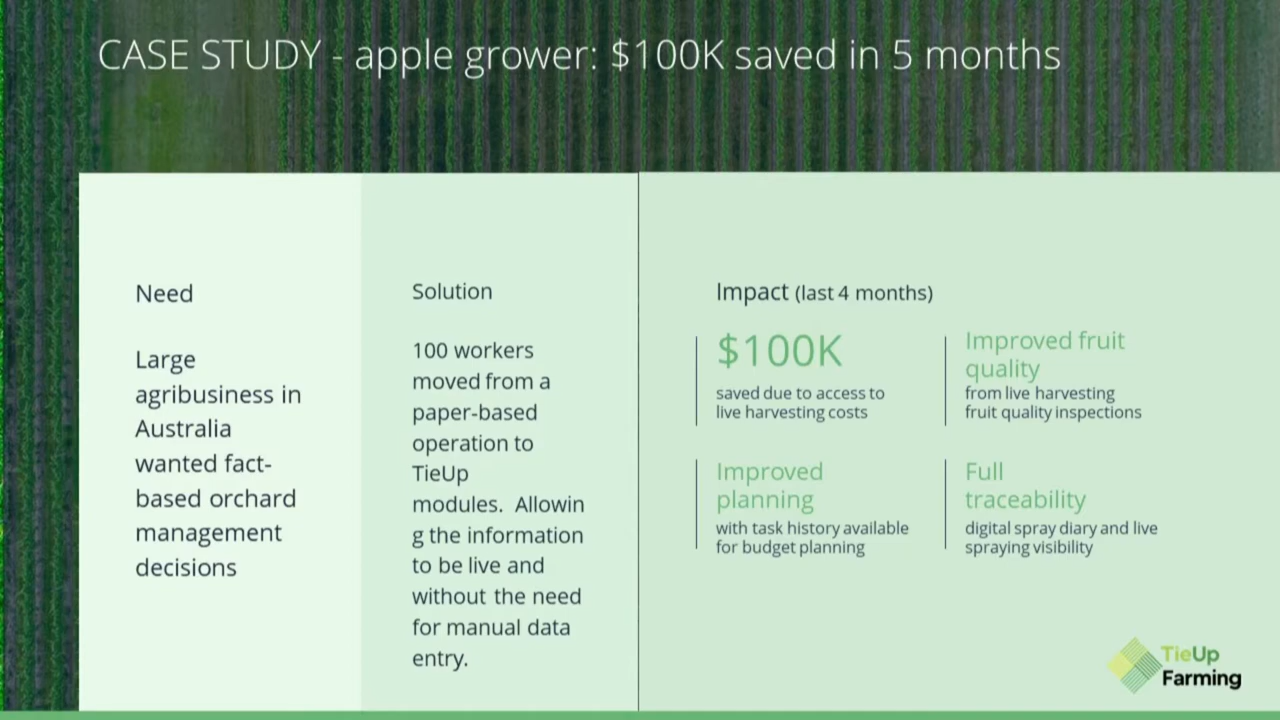 CASE STUDY - apple grower: $100K saved in 5 months
Need
Large
agribusiness in
Australia
wanted fact-
based orchard
management
decisions
Solution
100 workers
moved from a
paper-based
operation to
TieUp
modules. Allowin
g the information
to be live and
without the need
for manual data
entry.
Impact (last 4 months)
$100K
saved due to access to
live harvesting costs
Improved fruit
quality
from live harvesting
fruit quality inspections
Improved
planning
with task history available
for budget planning
Full
traceability
digital spray diary and live
spraying visibility
TieUp
Farming